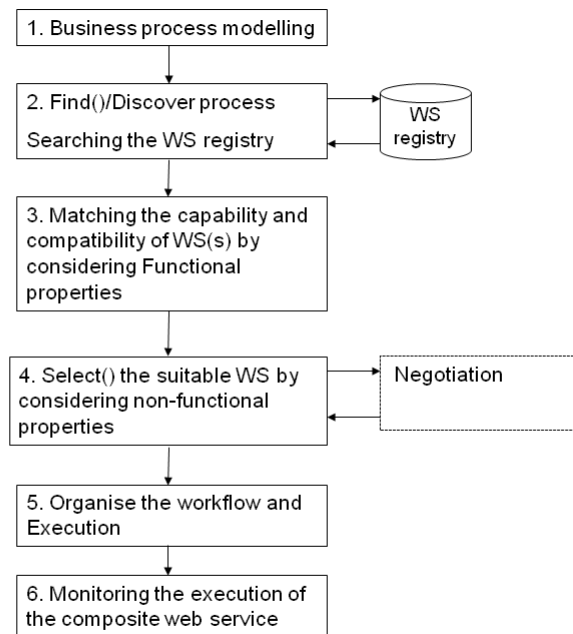 1. Business process modelling
2. Find()/Discover process
Searching the WS registry
WS
registry
3. Matching the capability and
compatibility of WS(s) by
considering Functional
properties
4. Select() the suitable WS by
considering non-functional
properties
Negotiation
5. Organise the workflow and
Execution
6. Monitoring the execution of
the composite web service